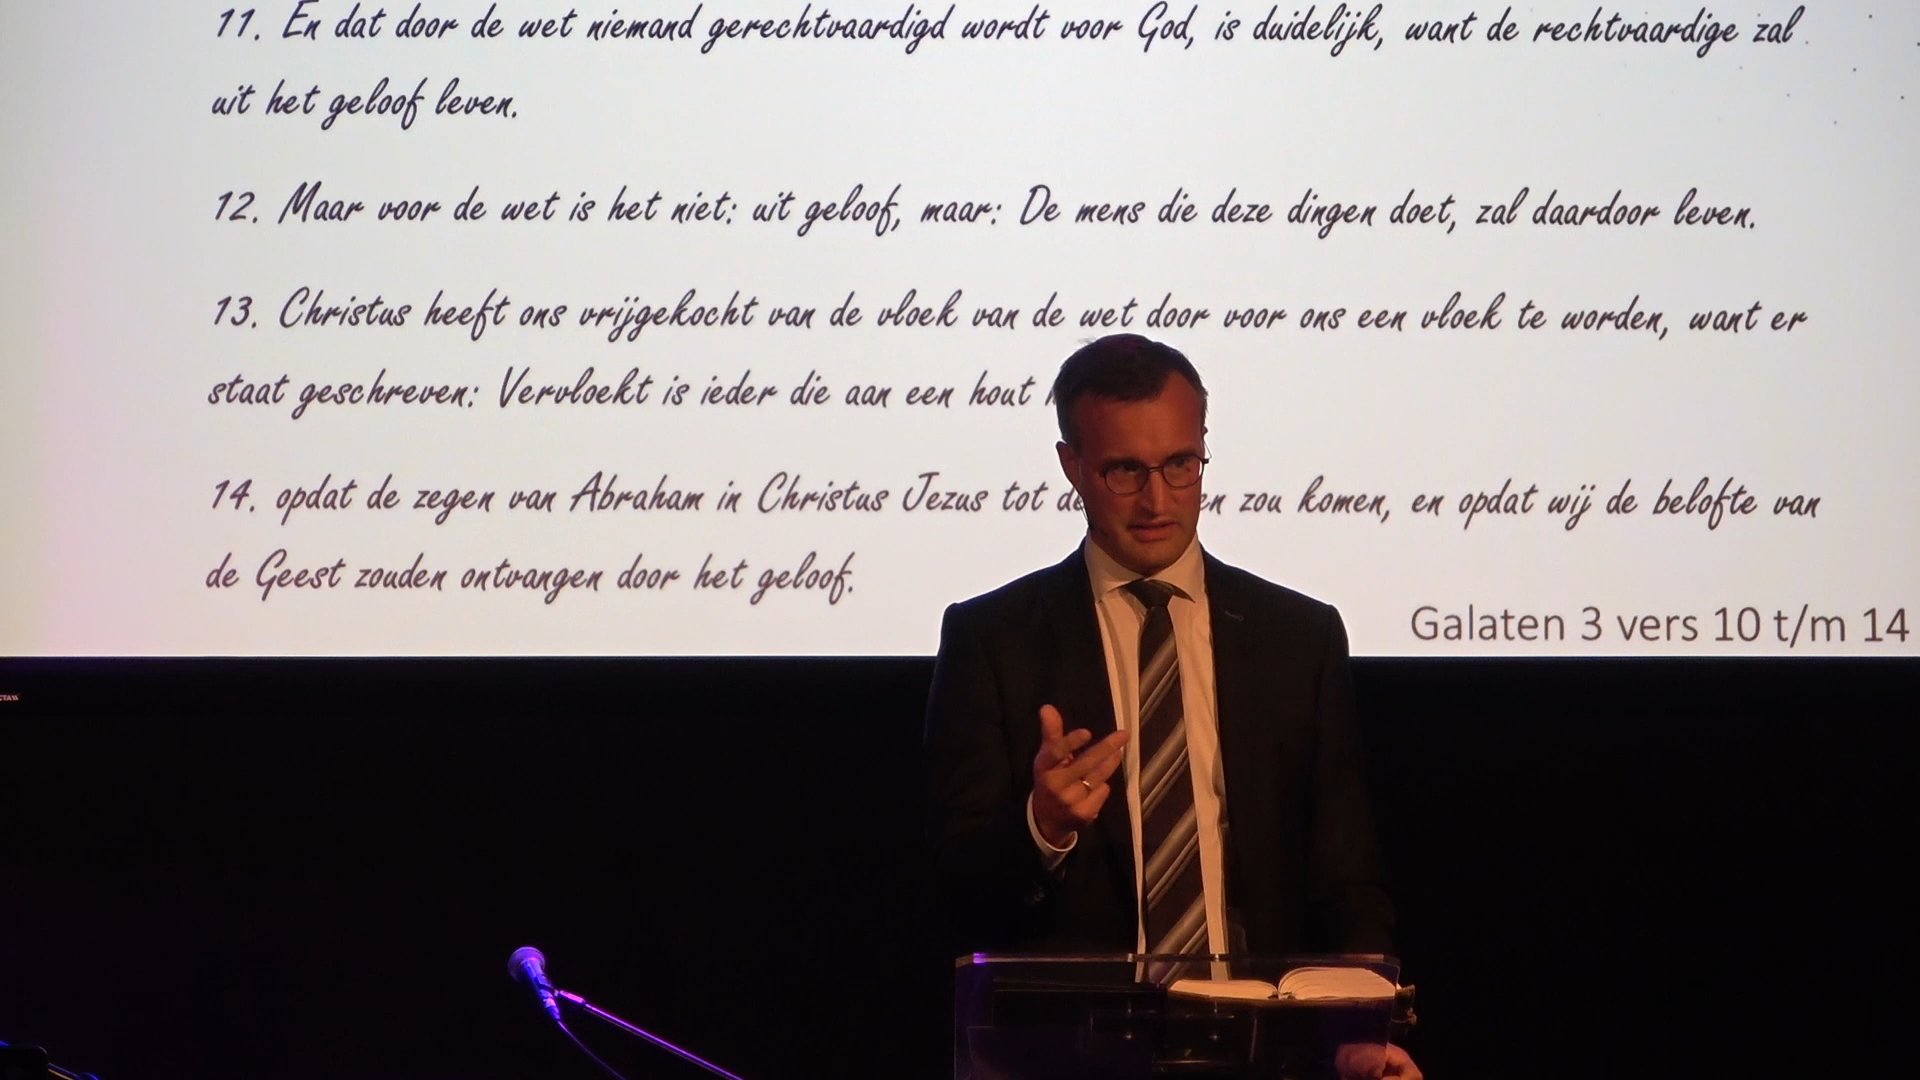 11. En dat door de wet niemand gerechtvaardigd wordt voor God, is duidelijk, want de rechtvaardige zal
uit het geloof leven.
12. Maar voor de wet is het niet: uit geloof, maar: De mens die deze dingen doet, zal daardoor leven.
13. Christus heeft ons vrijgekocht van de vloek van de wet door voor ons een vloek te worden, want er
staat geschreven: Vervloekt is ieder die aan een hout
14. opdat de zegen van Abraham in Christus Jezus tot zou komen, en opdat wij de belofte van
de Geest zouden ontvangen door het geloof.
Galaten 3 vers 10 t/m 14